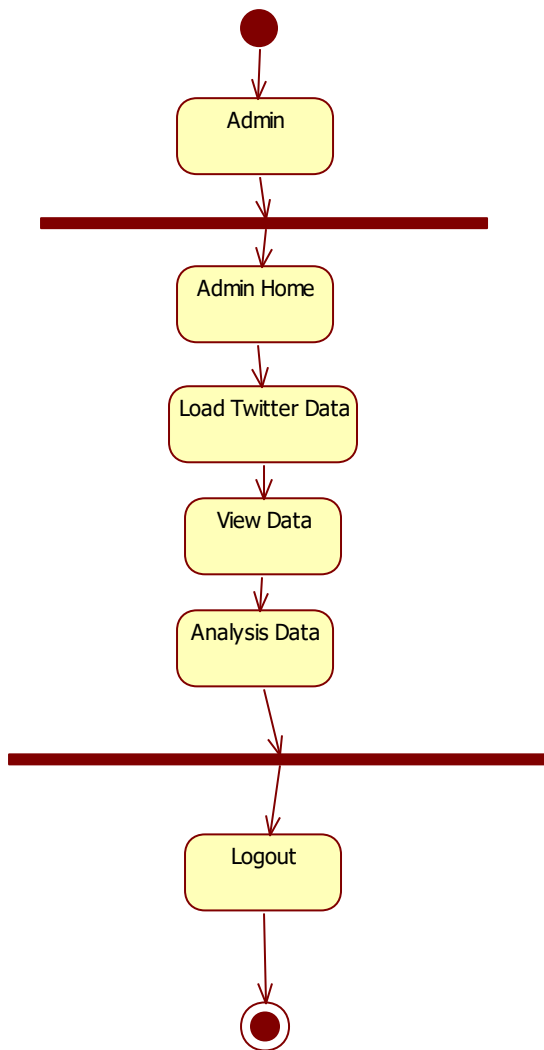 Admin
Admin Home
Load Twitter Data
View Data
Analysis Data
Logout